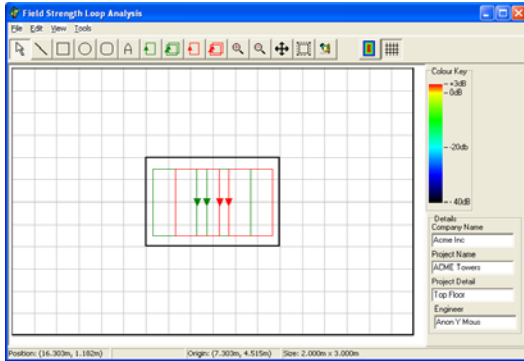 Field Strength Loop Analysis
File Edit View Tools
A
Colour Key
+3dB
0dB
-20db
-40dB
Details
Company Name
Acme Inc
Project Name
ACME Towers
Project Detail
Top Floor
Engineer
Anon Y Mous
Position: (16.303m, 1.182m) Origin: (7.303m, 4.515m) Size: 2.000m x 3.000m